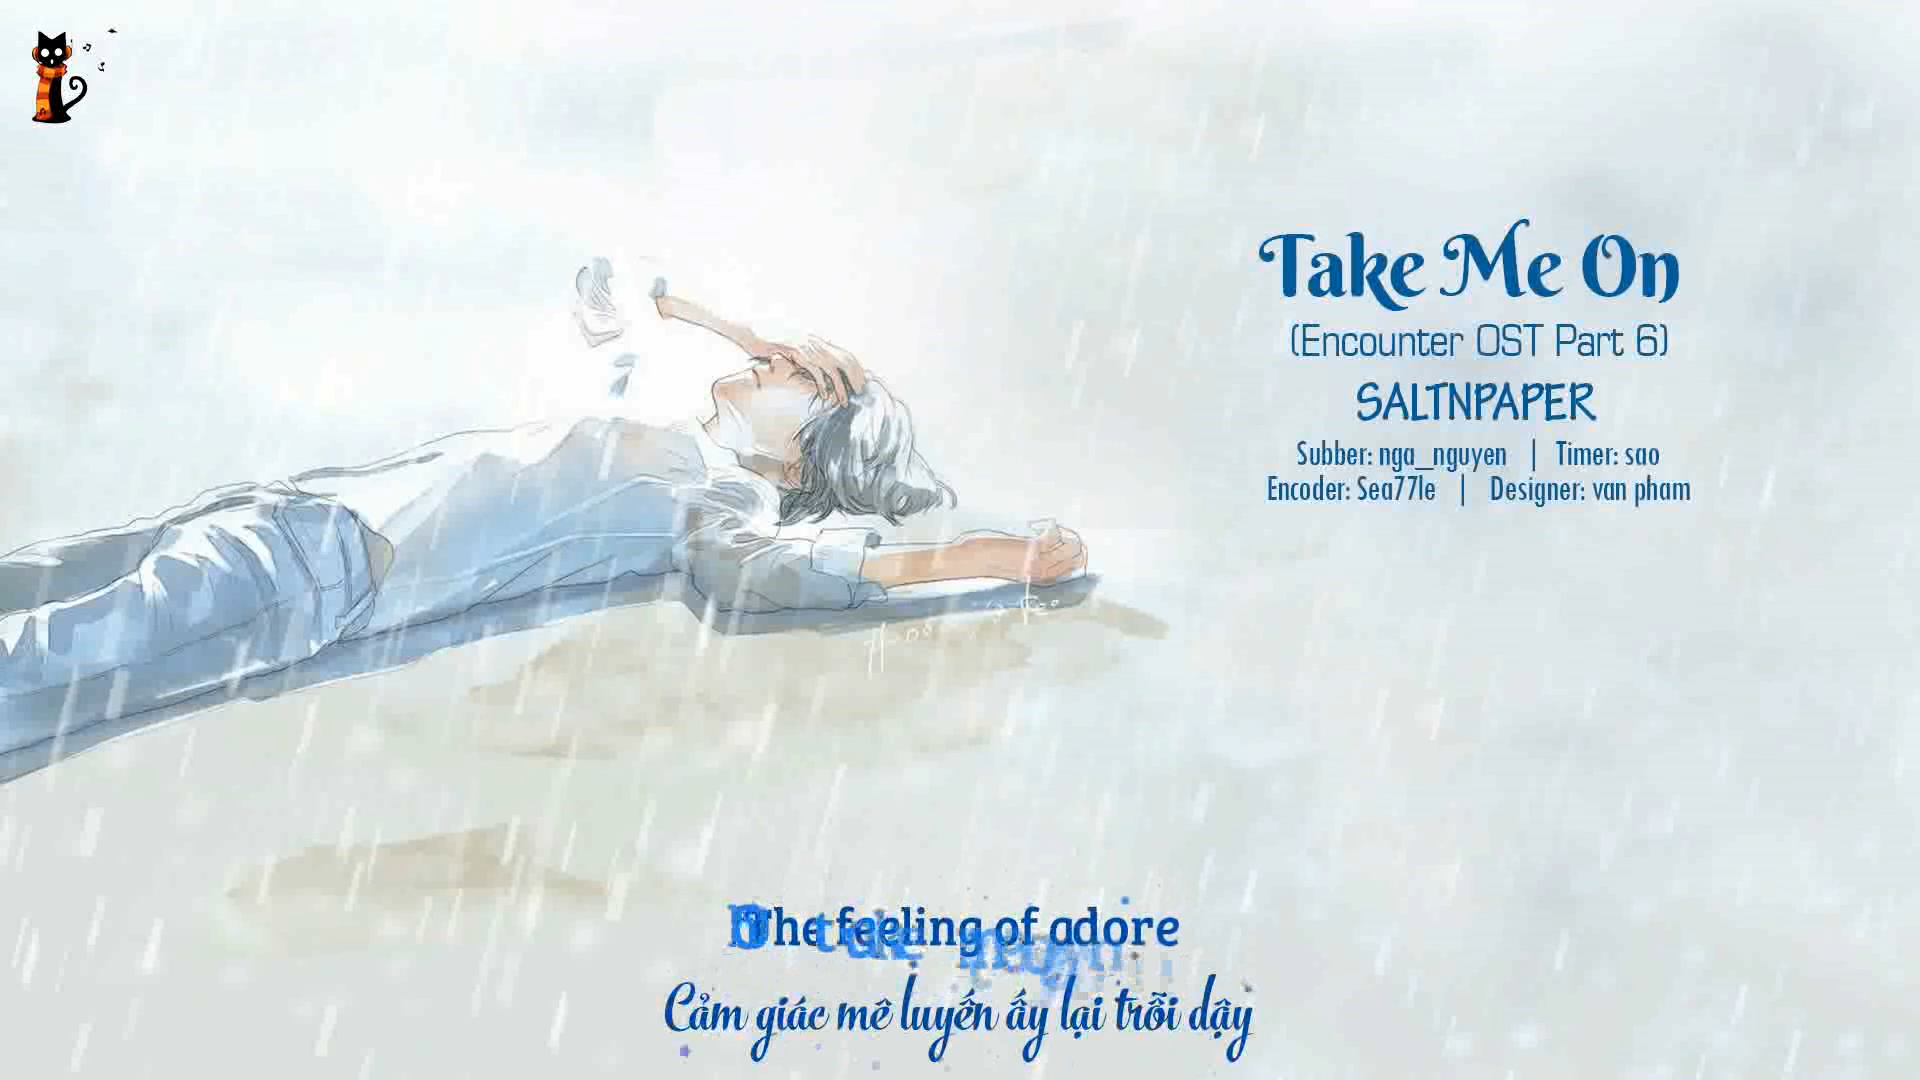 Take Me On
(Encounter OST Part 6)
SALTNPAPER
Subber: nga_nguyen | Timer: sao
Encoder: Sea77le | Designer: van pham
The feeling of adore
Cảm giác mê luyến ấy lại trỗi dậy